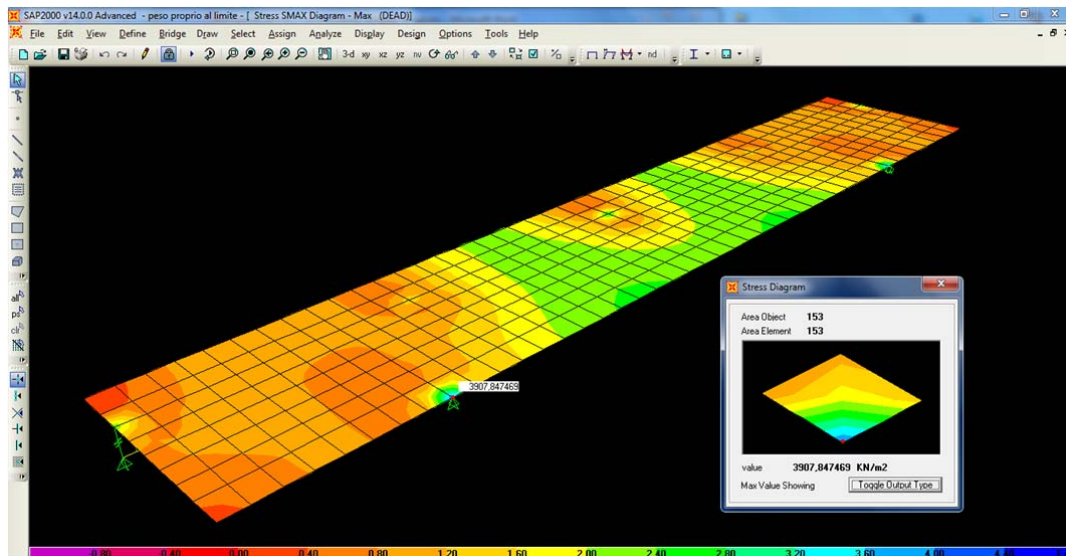 SAP2000 v14.0.0 Advanced - peso proprio al limite - [ Stress SMAX Diagram - Max (DEAD)]
File Edit View Define Bridge Draw Select Assign Analyze Display Design Options Tools Help
3-d xy xz yz nv nd
all
ps
clr
3907,847469
Stress Diagram
Area Object 153
Area Element 153
value 3907,847469 KN/m2
Max Value Showing Toggle Output Type
-0.80 -0.40 0.00 0.40 0.80 1.20 1.60 2.00 2.40 2.80 3.20 3.60 4.00